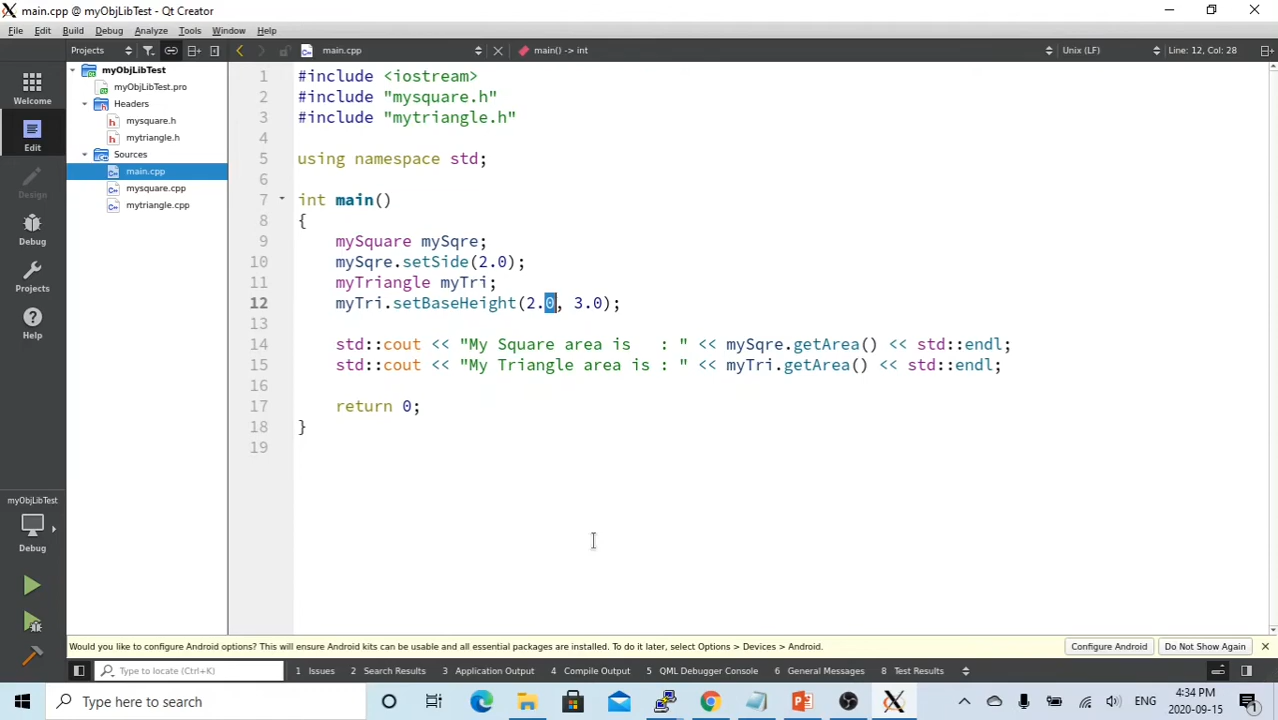 main.cpp @ myObjLibTest - Qt Creator
File Edit Build Debug Analyze Tools Window Help
Projects main.cpp main() -> int Unix (LF) Line: 12, Col: 28
Welcome
Edit
Design
Debug
Projects
Help
myObjLibTest
Debug
myObjLibTest
myObjLibTest.pro
Headers
mysquare.h
mytriangle.h
Sources
main.cpp
mysquare.cpp
mytriangle.cpp
1 #include <iostream>
2 #include "mysquare.h"
3 #include "mytriangle.h"
4
5 using namespace std;
6
7 int main()
8 {
9 mySquare mySqre;
10 mySqre.setSide(2.0);
11 myTriangle myTri;
12 myTri.setBaseHeight(2.0, 3.0);
13
14 std::cout << "My Square area is   : " << mySqre.getArea() << std::endl;
15 std::cout << "My Triangle area is : " << myTri.getArea() << std::endl;
16
17 return 0;
18 }
19
Would you like to configure Android options? This will ensure Android kits can be usable and all essential packages are installed. To do it later, select Options > Devices > Android. Configure Android Do Not Show Again
Type to locate (Ctrl+K) 1 Issues 2 Search Results 3 Application Output 4 Compile Output 5 QML Debugger Console 6 General Messages 8 Test Results
Type here to search ENG 4:34 PM
2020-09-15
1